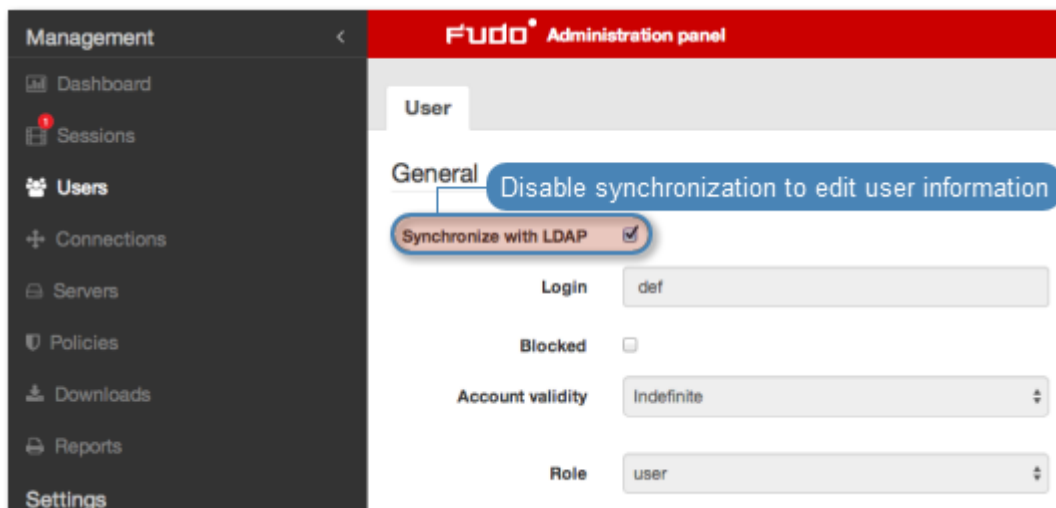 Management
Dashboard
1
Sessions
Users
Connections
Servers
Policies
Downloads
Reports
Settings
FUDO Administration panel
User
General
Disable synchronization to edit user information
Synchronize with LDAP
Login def
Blocked
Account validity Indefinite
Role user